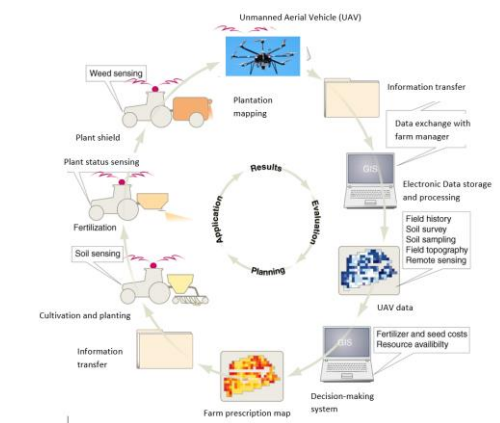 Unmanned Aerial Vehicle (UAV)
Weed sensing
Plantation
mapping
Information transfer
Plant shield
Data exchange with
farm manager
Plant status sensing
GIS
Results
Evaluation
Planning
Application
Electronic Data storage
and processing
Fertilization
Field history
Soil survey
Soil sampling
Field topography
Remote sensing
Soil sensing
UAV data
Cultivation and planting
Fertilizer and seed costs
Resource availiblity
GIS
Information
transfer
Decision-making
system
Farm prescription map